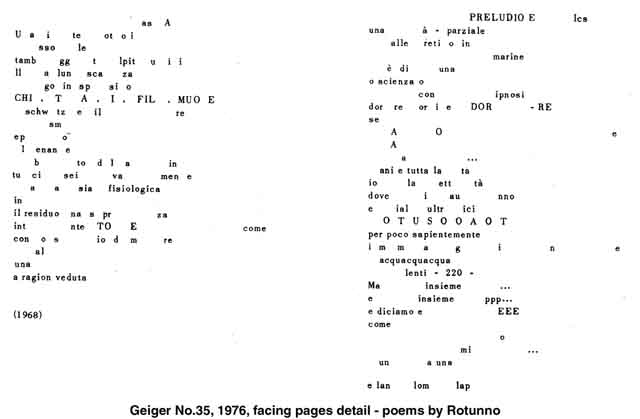 as A
U a i te ot o i
sso le
tamb gg t lpit u i i
ll a lun sca za
go in sp si o
CHI . T A . I . FIL . MUO E
schw tz e il re
sm
ep o
l enan e
b to d l a in
tu ci sei va men e
a a sia fisiologica
in
il residuo na s pr za
int nte TO E come
con o s io d m re
al
una
a ragion veduta
(1968)
PRELUDIO E lcs
una à - parziale
alle reti o in
marine
è di una
o scienza o
con ipnosi
dor re or i e DOR - RE
se
A O e
A
a ...
ani e tutta la ta
io la ett tà
dove i au nno
e ial ultr ici
O T U S O O A O T
per poco sapientemente
i m m a g i n e
acquacquacqua
lenti - 220 -
Ma insieme ...
e insieme ppp...
e diciamo e EEE
come
o
mi ...
un a una
e lan lom lap
Geiger No.35, 1976, facing pages detail - poems by Rotunno